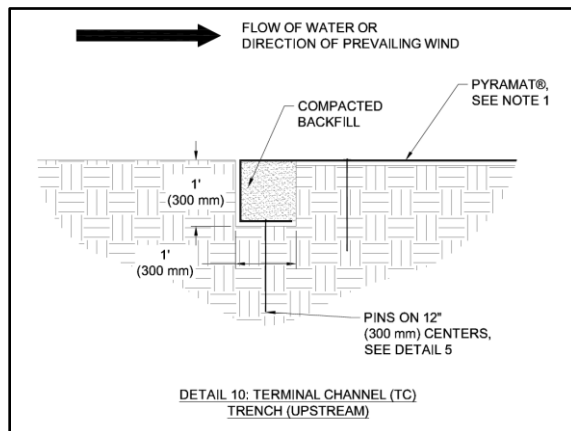 FLOW OF WATER OR
DIRECTION OF PREVAILING WIND
PYRAMAT®,
SEE NOTE 1
COMPACTED
BACKFILL
1'
(300 mm)
1'
(300 mm)
PINS ON 12"
(300 mm) CENTERS,
SEE DETAIL 5
DETAIL 10: TERMINAL CHANNEL (TC)
TRENCH (UPSTREAM)